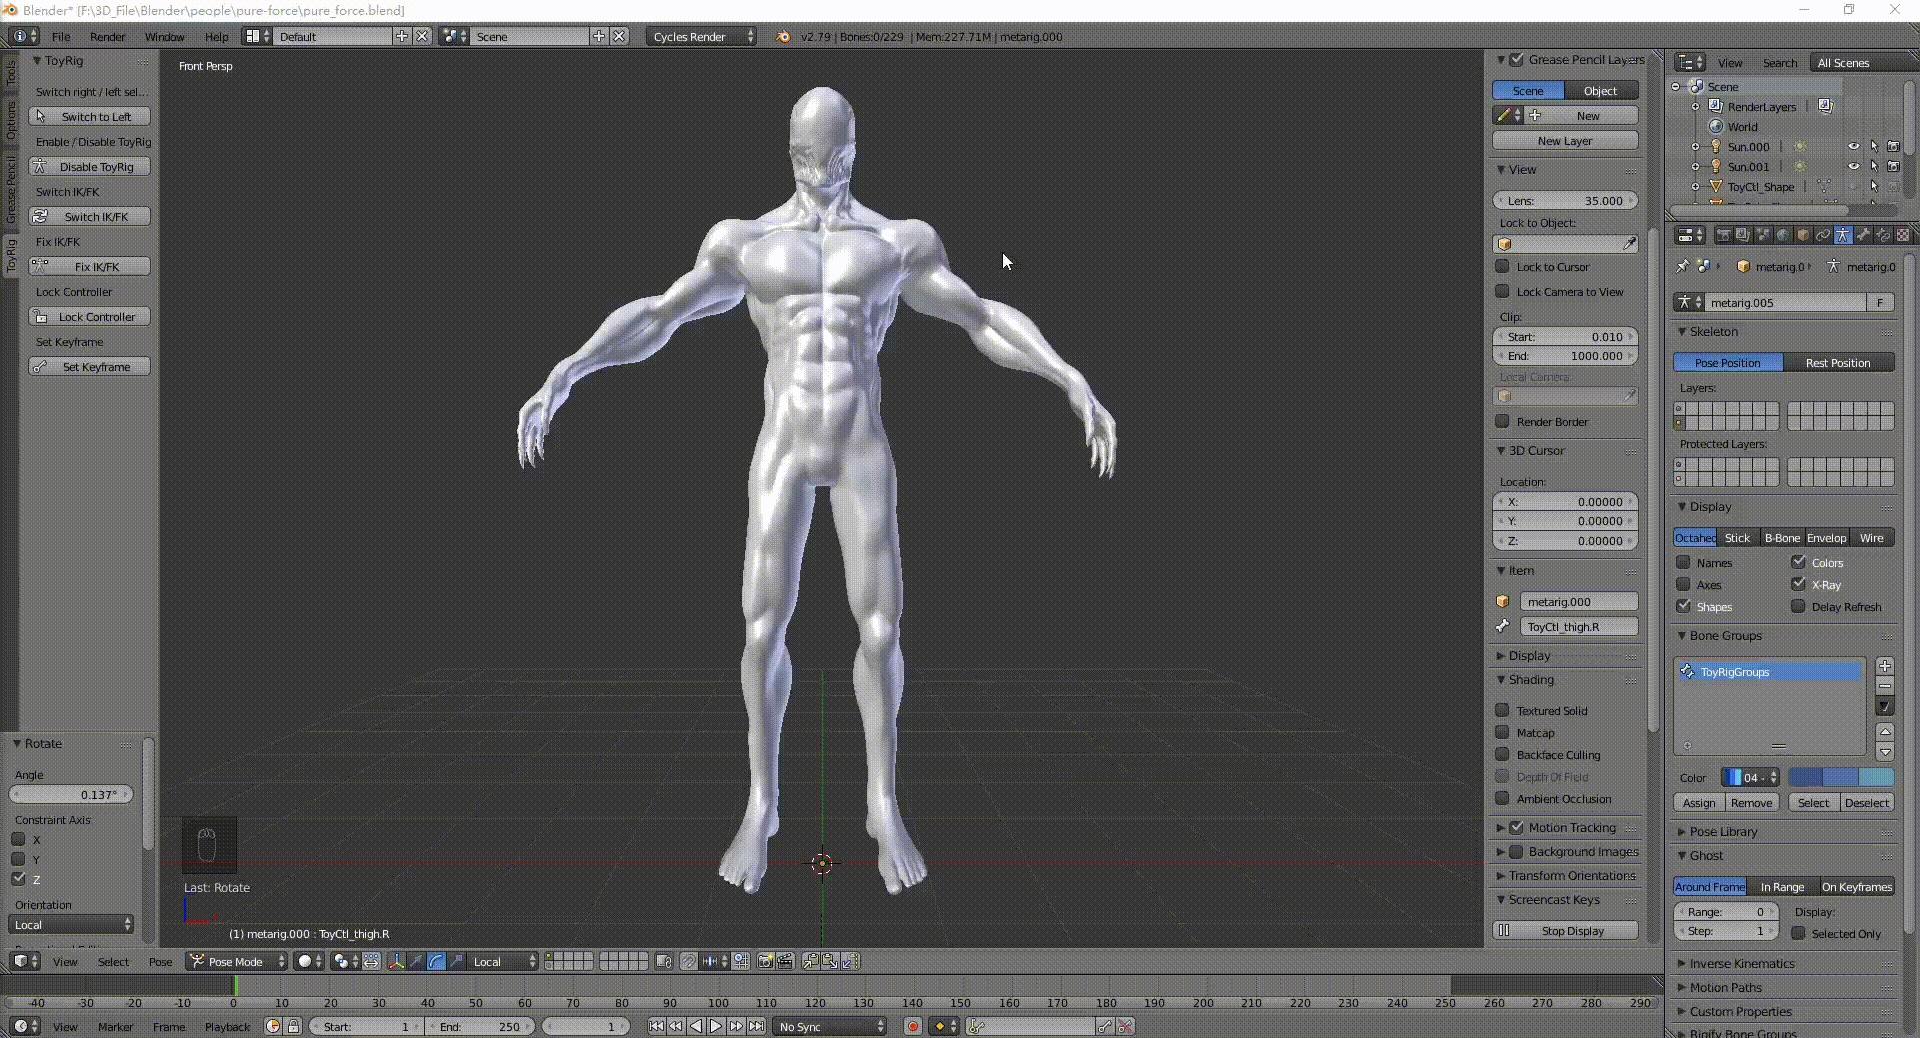 Blender* [F:\3D_File\Blender\people\pure-force\pure_force.blend]
File Render Window Help Default Scene Cycles Render v2.79 | Bones:0/229 | Mem:227.71M | metarig.000
Tools
Options
Grease Pencil
ToyRig
ToyRig
Switch right / left sel...
Switch to Left
Enable / Disable ToyRig
Disable ToyRig
Switch IK/FK
Switch IK/FK
Fix IK/FK
Fix IK/FK
Lock Controller
Lock Controller
Set Keyframe
Set Keyframe
Rotate
Angle
0.137°
Constraint Axis
X
Y
Z
Orientation
Local
Front Persp
Last: Rotate
(1) metarig.000 : ToyCtl_thigh.R
Grease Pencil Layers
Scene Object
New
New Layer
View
Lens: 35.000
Lock to Object:
Lock to Cursor
Lock Camera to View
Clip:
Start: 0.010
End: 1000.000
Local Camera:
Render Border
3D Cursor
Location:
X: 0.00000
Y: 0.00000
Z: 0.00000
Item
metarig.000
ToyCtl_thigh.R
Display
Shading
Textured Solid
Matcap
Backface Culling
Depth Of Field
Ambient Occlusion
Motion Tracking
Background Images
Transform Orientations
Screencast Keys
Stop Display
View Search All Scenes
Scene
RenderLayers |
World
Sun.000 |
Sun.001 |
ToyCtl_Shape |
metarig.0 metarig.0
metarig.005 F
Skeleton
Pose Position Rest Position
Layers:
Protected Layers:
Display
Octahec Stick B-Bone Envelop Wire
Names Colors
Axes X-Ray
Shapes Delay Refresh
Bone Groups
ToyRigGroups
Color 04 -
Assign Remove Select Deselect
Pose Library
Ghost
Around Frame In Range On Keyframes
Range: 0 Display:
Step: 1 Selected Only
Inverse Kinematics
Motion Paths
Custom Properties
Rigify Bone Groups
View Select Pose Pose Mode Local
-40 -30 -20 -10 0 10 20 30 40 50 60 70 80 90 100 110 120 130 140 150 160 170 180 190 200 210 220 230 240 250 260 270 280 290
View Marker Frame Playback Start: 1 End: 250 1 No Sync